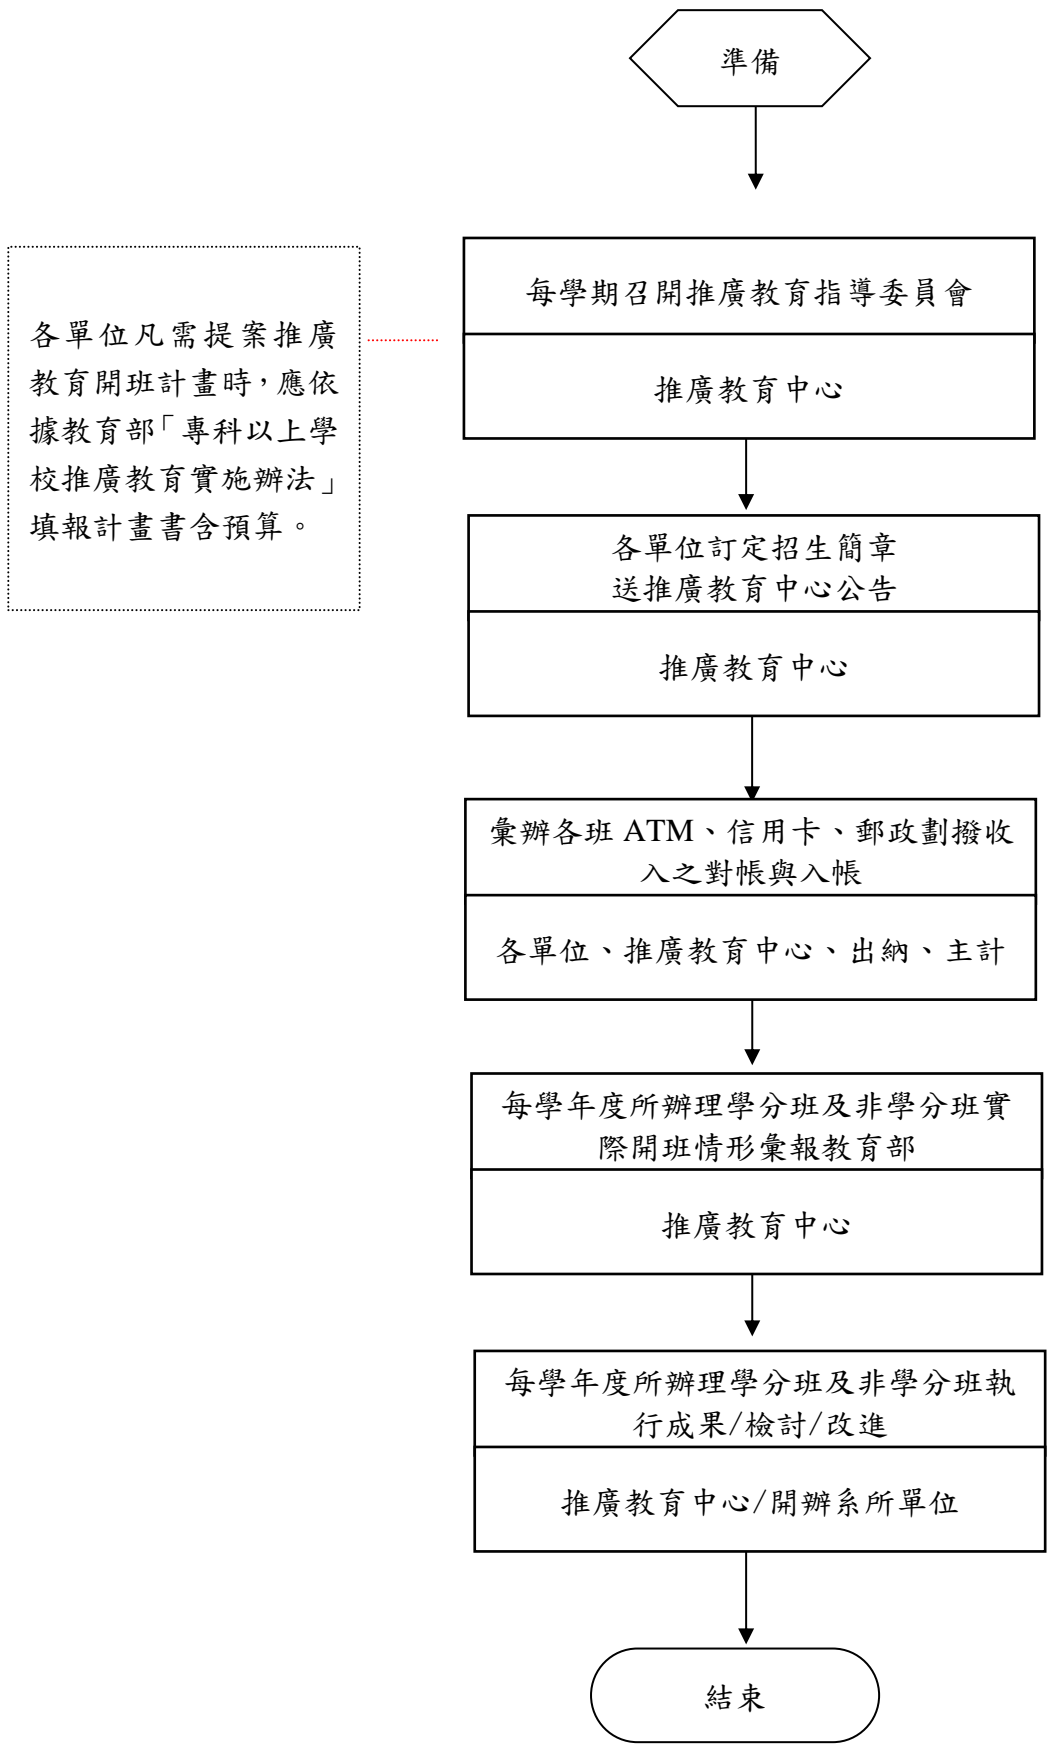 準備
每學期召開推廣教育指導委員會
推廣教育中心
各單位凡需提案推廣
教育開班計畫時，應依
據教育部「專科以上學
校推廣教育實施辦法」
填報計畫書含預算。
各單位訂定招生簡章
送推廣教育中心公告
推廣教育中心
彙辦各班 ATM、信用卡、郵政劃撥收
入之對帳與入帳
各單位、推廣教育中心、出納、主計
每學年度所辦理學分班及非學分班實
際開班情形彙報教育部
推廣教育中心
每學年度所辦理學分班及非學分班執
行成果/檢討/改進
推廣教育中心/開辦系所單位
結束